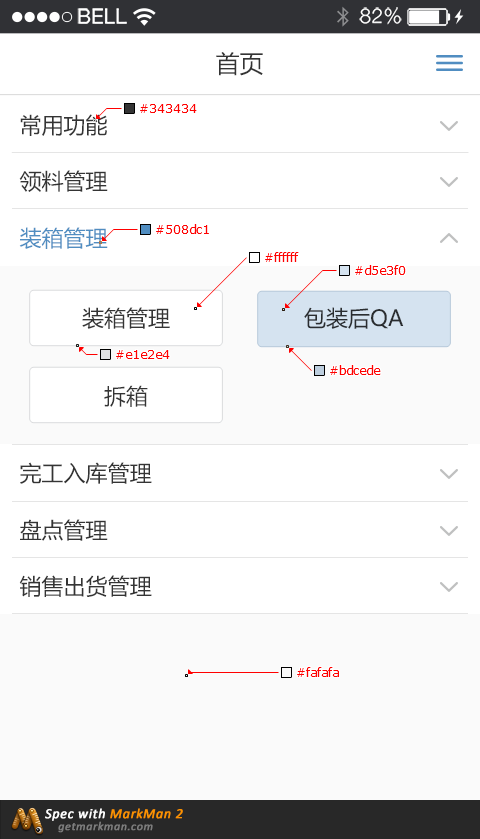 BELL 82%
首页
#343434
常用功能
领料管理
装箱管理 #508dc1
#ffffff
#d5e3f0
装箱管理 包装后QA
#e1e2e4
#bdcede
拆箱
完工入库管理
盘点管理
销售出货管理
#fafafa
Spec with MarkMan 2
getmarkman.com